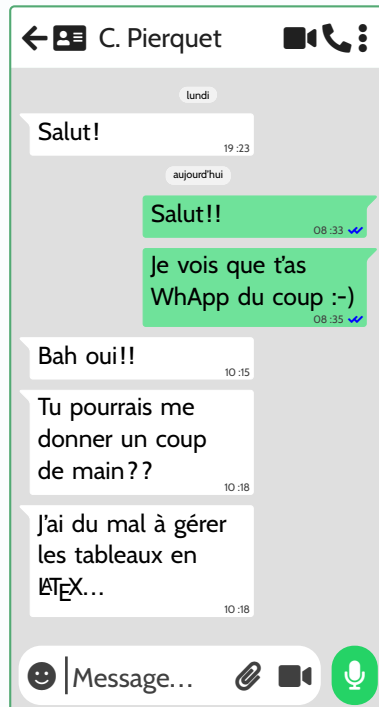 C. Pierquet
lundi
Salut!
19 :23
aujourd'hui
Salut!!
08 :33
Je vois que t'as
WhApp du coup :-)
08 :35
Bah oui!!
10 :15
Tu pourrais me
donner un coup
de main??
10 :18
J'ai du mal à gérer
les tableaux en
LATEX...
10 :18
Message...